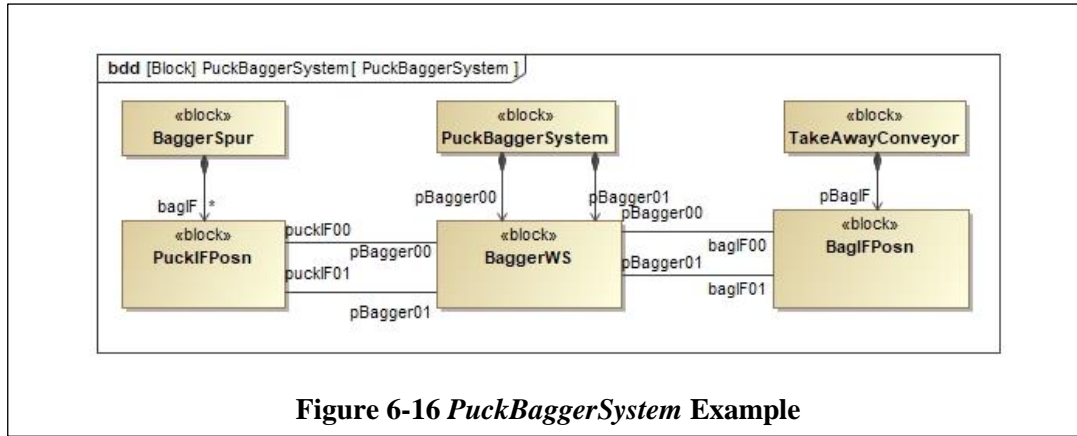 bdd [Block] PuckBaggerSystem[ PuckBaggerSystem ]
«block»
BaggerSpur
«block»
PuckBaggerSystem
«block»
TakeAwayConveyor
bagIF *
pBagger00
pBagger01
pBagIF
«block»
PuckIFPosn
puckIF00
pBagger00
puckIF01
pBagger01
«block»
BaggerWS
pBagger00
bagIF00
pBagger01
bagIF01
«block»
BagIFPosn
Figure 6-16 PuckBaggerSystem Example